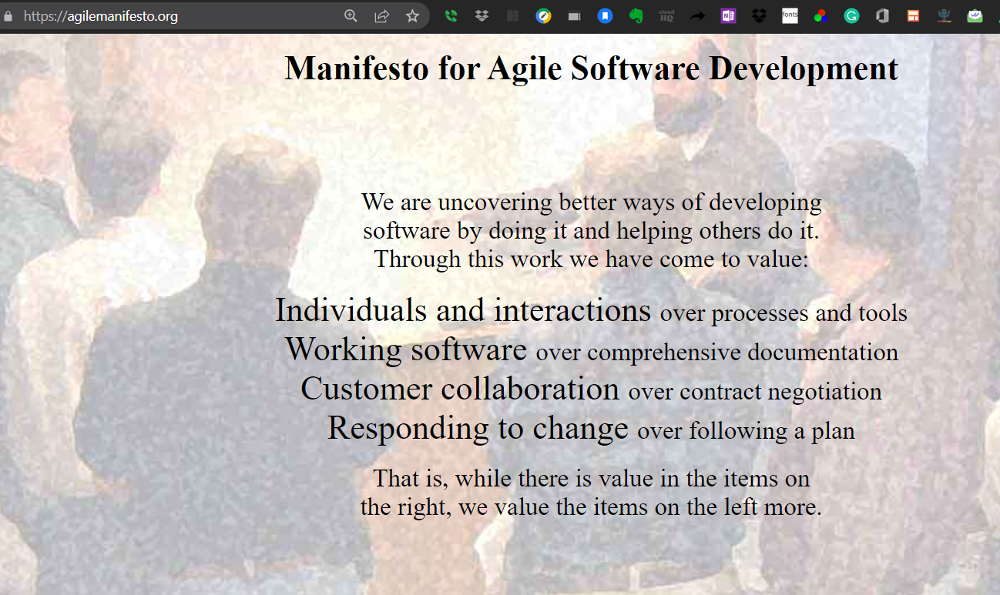 https://agilemanifesto.org
cloud
HQ
N
fonts
G
Manifesto for Agile Software Development
We are uncovering better ways of developing
software by doing it and helping others do it.
Through this work we have come to value:
Individuals and interactions over processes and tools
Working software over comprehensive documentation
Customer collaboration over contract negotiation
Responding to change over following a plan
That is, while there is value in the items on
the right, we value the items on the left more.